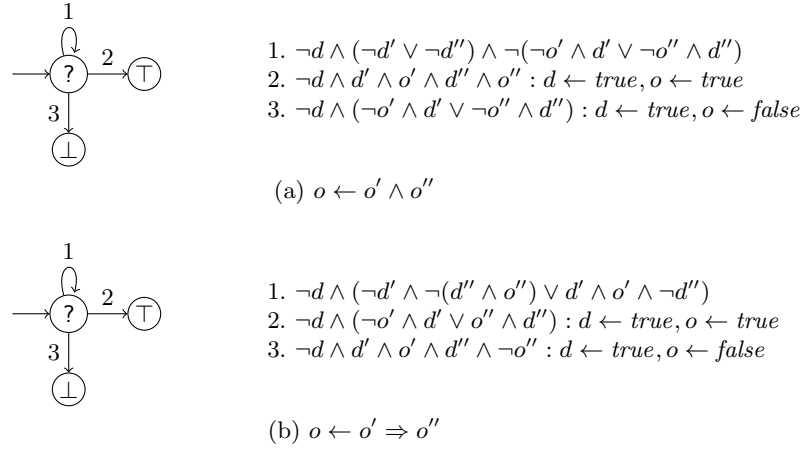 1
2
? ⊤
3
⊥
1. ¬d ∧ (¬d′ ∨ ¬d′′) ∧ ¬(¬o′ ∧ d′ ∨ ¬o′′ ∧ d′′)
2. ¬d ∧ d′ ∧ o′ ∧ d′′ ∧ o′′ : d ← true, o ← true
3. ¬d ∧ (¬o′ ∧ d′ ∨ ¬o′′ ∧ d′′) : d ← true, o ← false
(a) o ← o′ ∧ o′′
1
2
? ⊤
3
⊥
1. ¬d ∧ (¬d′ ∧ ¬(d′′ ∧ o′′) ∨ d′ ∧ o′ ∧ ¬d′′)
2. ¬d ∧ (¬o′ ∧ d′ ∨ o′′ ∧ d′′) : d ← true, o ← true
3. ¬d ∧ d′ ∧ o′ ∧ d′′ ∧ ¬o′′ : d ← true, o ← false
(b) o ← o′ ⇒ o′′